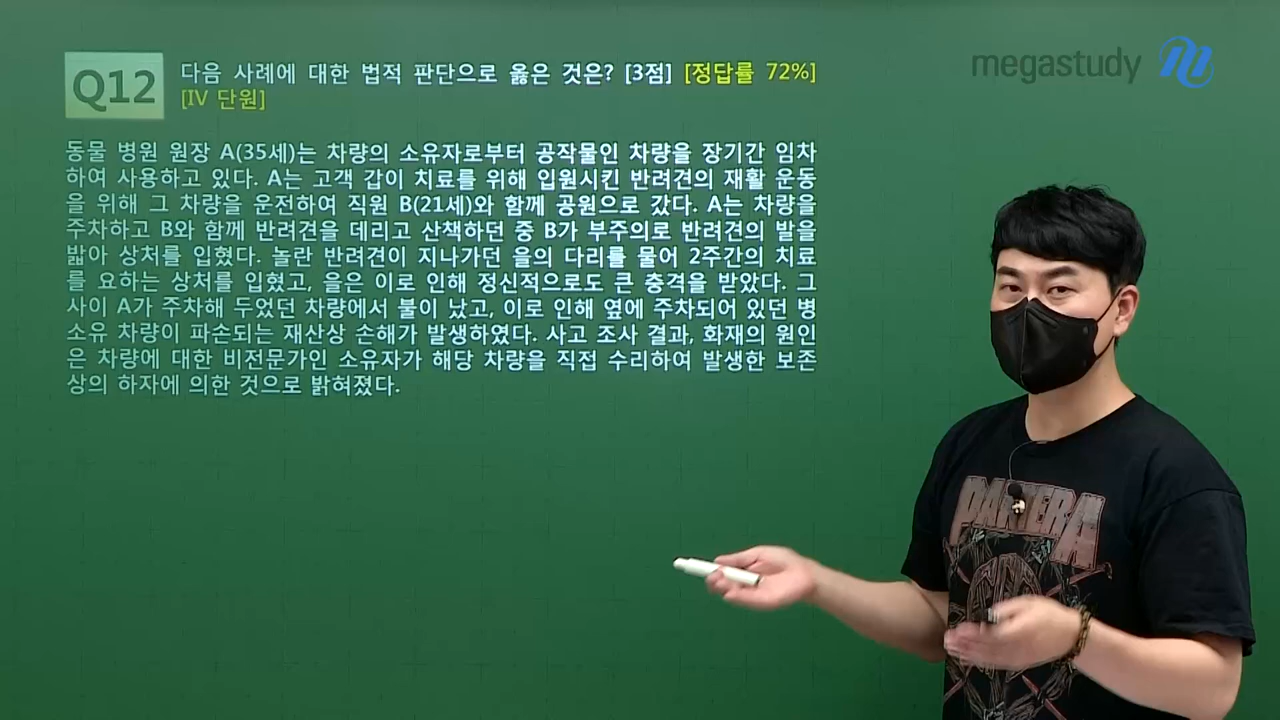 Q12
다음 사례에 대한 법적 판단으로 옳은 것은? [3점] [정답률 72%]
[IV 단원]
megastudy
동물 병원 원장 A(35세)는 차량의 소유자로부터 공작물인 차량을 장기간 임차
하여 사용하고 있다. A는 고객 갑이 치료를 위해 입원시킨 반려견의 재활 운동
을 위해 그 차량을 운전하여 직원 B(21세)와 함께 공원으로 갔다. A는 차량을
주차하고 B와 함께 반려견을 데리고 산책하던 중 B가 부주의로 반려견의 발을
밟아 상처를 입혔다. 놀란 반려견이 지나가던 을의 다리를 물어 2주간의 치료
를 요하는 상처를 입혔고, 을은 이로 인해 정신적으로도 큰 충격을 받았다. 그
사이 A가 주차해 두었던 차량에서 불이 났고, 이로 인해 옆에 주차되어 있던 병
소유 차량이 파손되는 재산상 손해가 발생하였다. 사고 조사 결과, 화재의 원인
은 차량에 대한 비전문가인 소유자가 해당 차량을 직접 수리하여 발생한 보존
상의 하자에 의한 것으로 밝혀졌다.
PANTERA